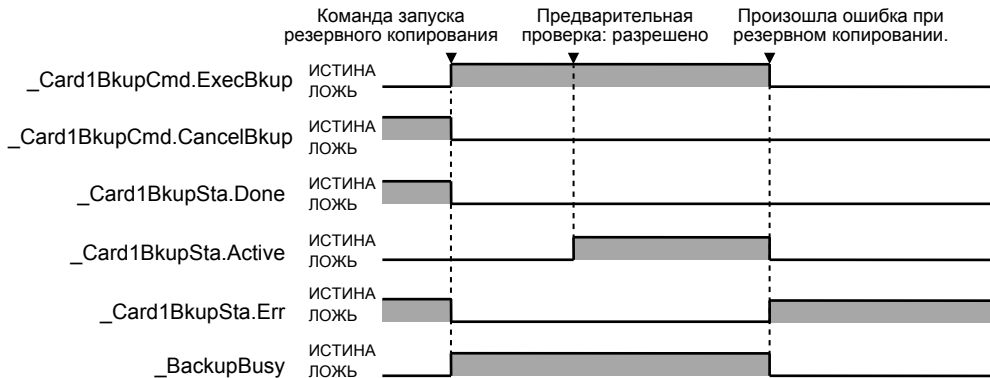 Команда запуска
резервного копирования
Предварительная
проверка: разрешено
Произошла ошибка при
резервном копировании.
_Card1BkupCmd.ExecBkup
ИСТИНА
ЛОЖЬ
_Card1BkupCmd.CancelBkup
ИСТИНА
ЛОЖЬ
_Card1BkupSta.Done
ИСТИНА
ЛОЖЬ
_Card1BkupSta.Active
ИСТИНА
ЛОЖЬ
_Card1BkupSta.Err
ИСТИНА
ЛОЖЬ
_BackupBusy
ИСТИНА
ЛОЖЬ